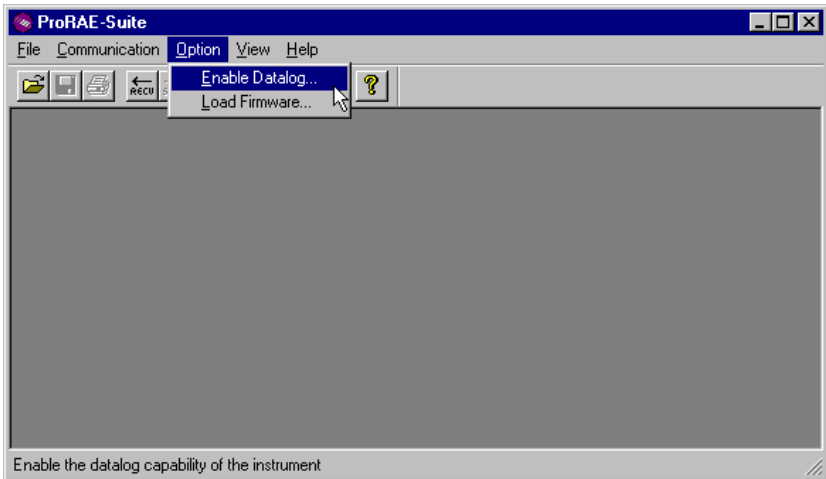 ProRAE-Suite
File Communication Option View Help
RECV
Enable Datalog...
Load Firmware...
Enable the datalog capability of the instrument